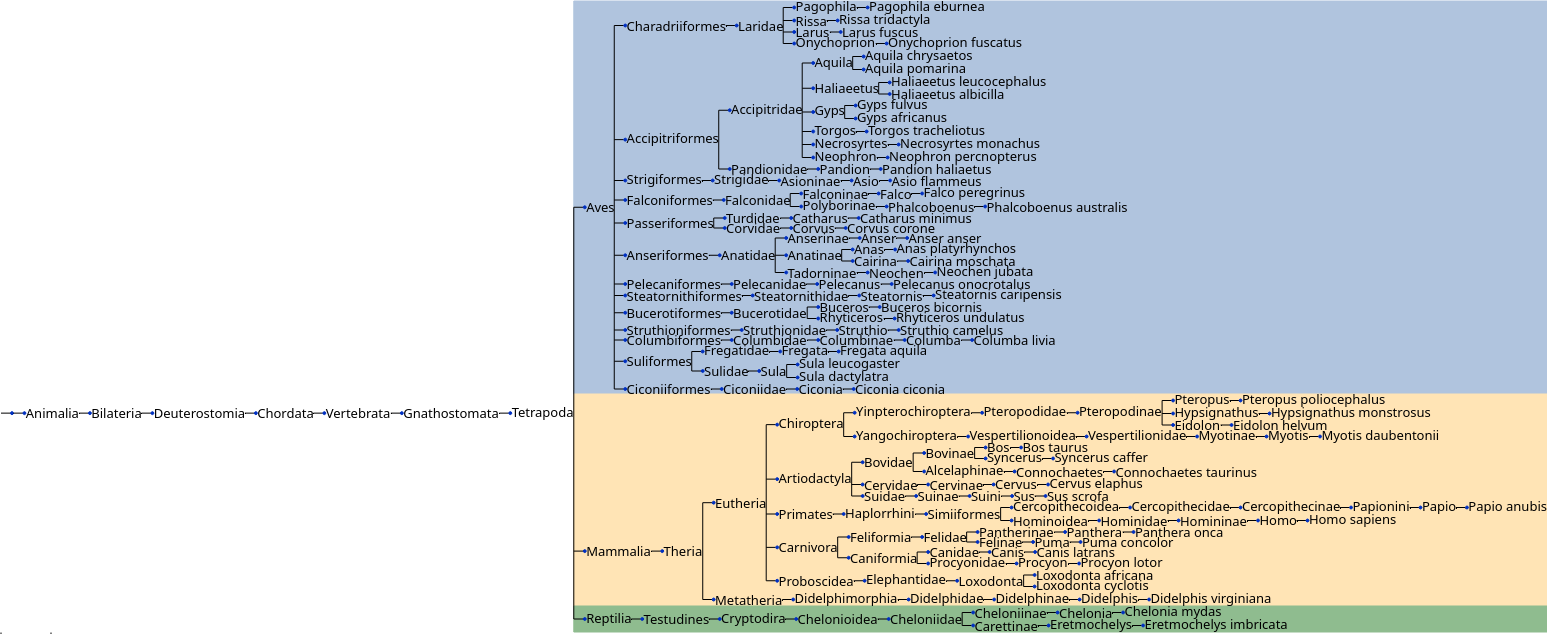 Pagophila Pagophila eburnea
Charadriiformes Laridae Rissa Rissa tridactyla
Larus Larus fuscus
Onychoprion Onychoprion fuscatus
Aquila Aquila chrysaetos
Aquila pomarina
Haliaeetus Haliaeetus leucocephalus
Haliaeetus albicilla
Accipitriformes Accipitridae Gyps Gyps fulvus
Gyps africanus
Torgos Torgos tracheliotus
Necrosyrtes Necrosyrtes monachus
Neophron Neophron percnopterus
Pandionidae Pandion Pandion haliaetus
Strigiformes Strigidae Asioninae Asio Asio flammeus
Falconiformes Falconidae Falconinae Falco Falco peregrinus
Polyborinae Phalcoboenus Phalcoboenus australis
Aves
Passeriformes Turdidae Catharus Catharus minimus
Corvidae Corvus Corvus corone
Anserinae Anser Anser anser
Anseriformes Anatidae Anatinae Anas Anas platyrhynchos
Cairina Cairina moschata
Tadorninae Neochen Neochen jubata
Pelecaniformes Pelecanidae Pelecanus Pelecanus onocrotalus
Steatornithiformes Steatornithidae Steatornis Steatornis caripensis
Bucerotiformes Bucerotidae Buceros Buceros bicornis
Rhyticeros Rhyticeros undulatus
Struthioniformes Struthionidae Struthio Struthio camelus
Columbiformes Columbidae Columbinae Columba Columba livia
Suliformes Fregatidae Fregata Fregata aquila
Sulidae Sula Sula leucogaster
Sula dactylatra
Ciconiiformes Ciconiidae Ciconia Ciconia ciconia
Animalia Bilateria Deuterostomia Chordata Vertebrata Gnathostomata Tetrapoda
Chiroptera Yinpterochiroptera Pteropodidae Pteropodinae Pteropus Pteropus poliocephalus
Hypsignathus Hypsignathus monstrosus
Eidolon Eidolon helvum
Yangochiroptera Vespertilionoidea Vespertilionidae Myotinae Myotis Myotis daubentonii
Artiodactyla Bovidae Bovinae Bos Bos taurus
Syncerus Syncerus caffer
Alcelaphinae Connochaetes Connochaetes taurinus
Cervidae Cervinae Cervus Cervus elaphus
Suidae Suinae Suini Sus Sus scrofa
Eutheria
Primates Haplorrhini Simiiformes Cercopithecoidea Cercopithecidae Cercopithecinae Papionini Papio Papio anubis
Hominoidea Hominidae Homininae Homo Homo sapiens
Carnivora Feliformia Felidae Pantherinae Panthera Panthera onca
Felinae Puma Puma concolor
Mammalia Theria
Caniformia Canidae Canis Canis latrans
Procyonidae Procyon Procyon lotor
Proboscidea Elephantidae Loxodonta Loxodonta africana
Loxodonta cyclotis
Metatheria Didelphimorphia Didelphidae Didelphinae Didelphis Didelphis virginiana
Reptilia Testudines Cryptodira Chelonioidea Cheloniidae Cheloniinae Chelonia Chelonia mydas
Carettinae Eretmochelys Eretmochelys imbricata